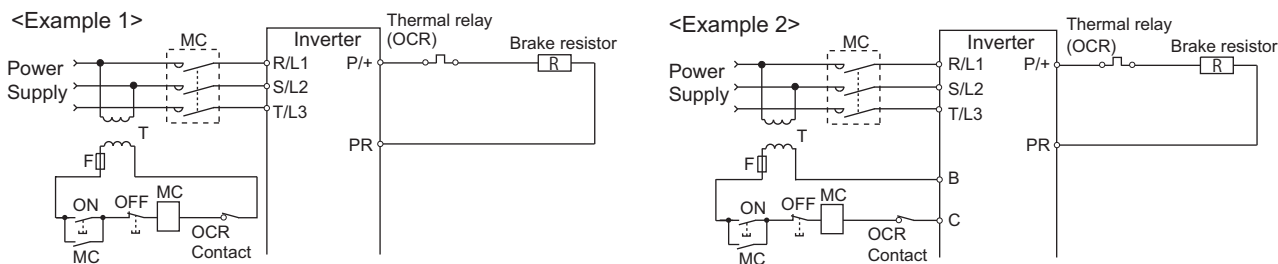 <Example 1>
MC
Inverter
Thermal relay
(OCR)
Brake resistor
Power
Supply
R/L1
S/L2
T/L3
P/+
R
T
PR
F
ON
OFF
MC
MC
OCR
Contact
<Example 2>
MC
Inverter
Thermal relay
(OCR)
Brake resistor
Power
Supply
R/L1
S/L2
T/L3
P/+
R
T
PR
F
B
ON
OFF
MC
C
MC
OCR
Contact